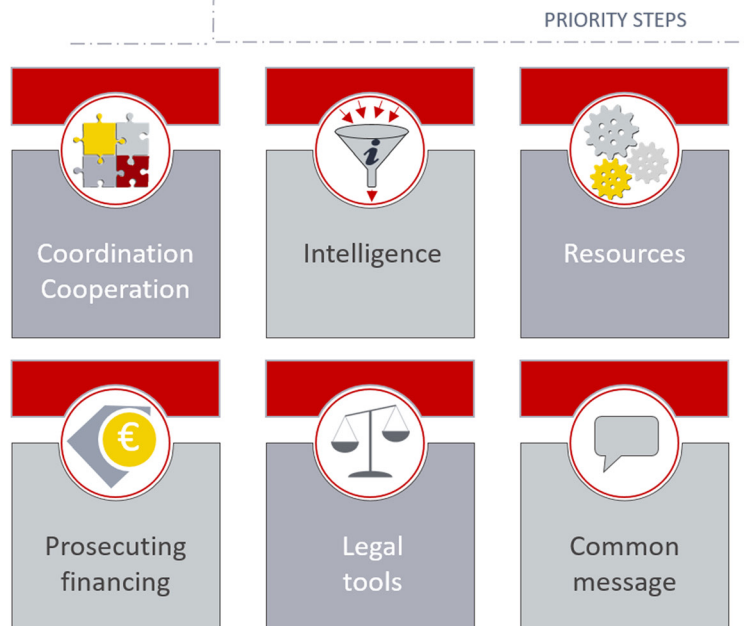 PRIORITY STEPS
Coordination
Cooperation
Intelligence
Resources
Prosecuting
financing
Legal
tools
Common
message
i
€